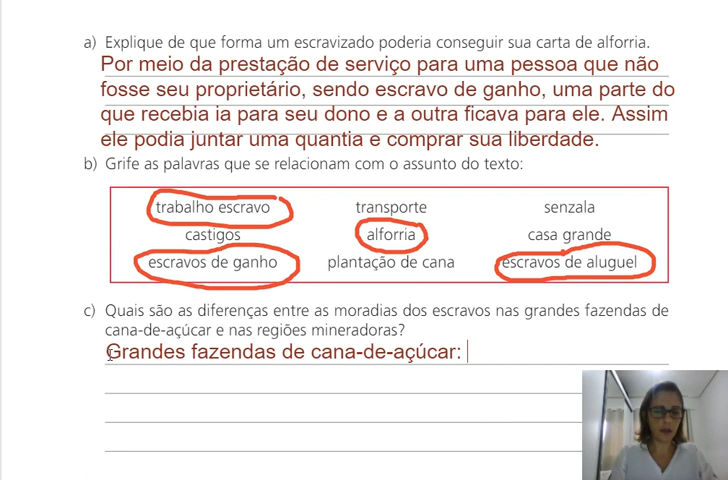 a) Explique de que forma um escravizado poderia conseguir sua carta de alforria.
Por meio da prestação de serviço para uma pessoa que não
fosse seu proprietário, sendo escravo de ganho, uma parte do
que recebia ia para seu dono e a outra ficava para ele. Assim
ele podia juntar uma quantia e comprar sua liberdade.
b) Grife as palavras que se relacionam com o assunto do texto:
trabalho escravo transporte senzala
castigos alforria casa grande
escravos de ganho plantação de cana escravos de aluguel
c) Quais são as diferenças entre as moradias dos escravos nas grandes fazendas de
cana-de-açúcar e nas regiões mineradoras?
Grandes fazendas de cana-de-açúcar: